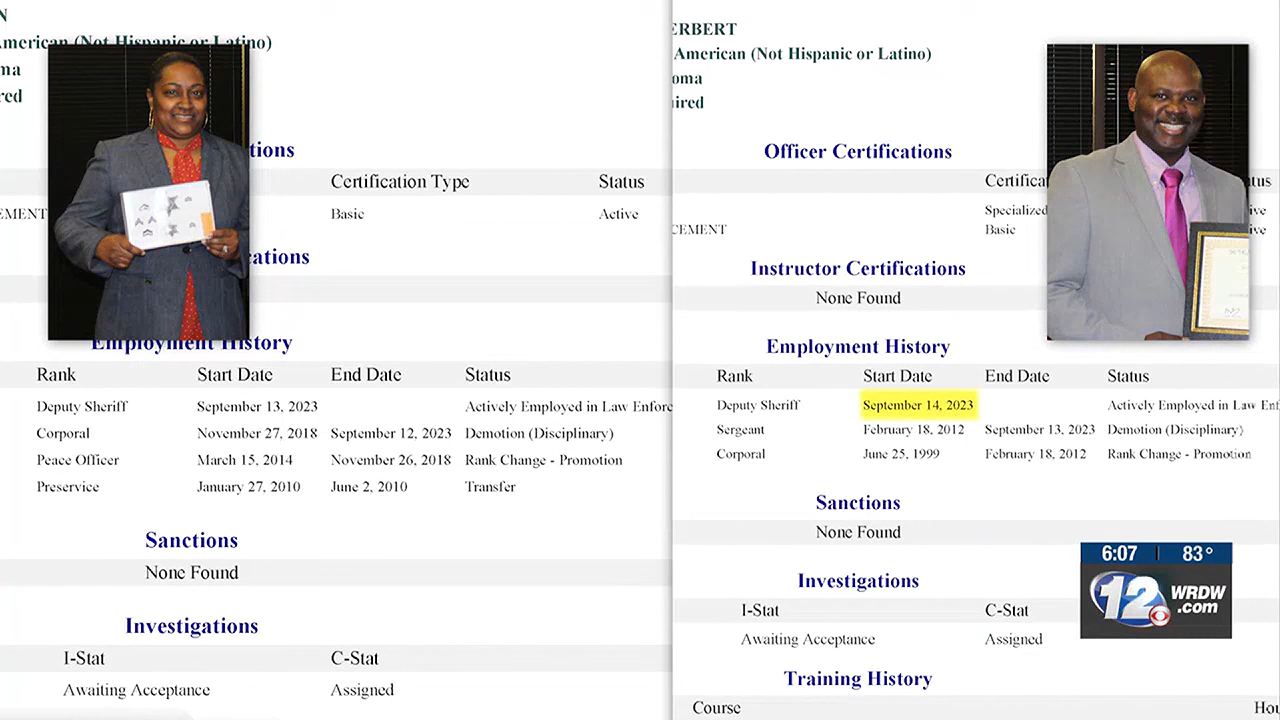 N
American (Not Hispanic or Latino)
oma
red
tions
Certification Type Status
EMENT Basic Active
cations
Employment History
Rank Start Date End Date Status
Deputy Sheriff September 13, 2023 Actively Employed in Law Enforc
Corporal November 27, 2018 September 12, 2023 Demotion (Disciplinary)
Peace Officer March 15, 2014 November 26, 2018 Rank Change - Promotion
Preservice January 27, 2010 June 2, 2010 Transfer
Sanctions
None Found
Investigations
I-Stat C-Stat
Awaiting Acceptance Assigned
ERBERT
American (Not Hispanic or Latino)
oma
uired
Officer Certifications
Certifica tus
Specialized ive
CEMENT Basic ive
Instructor Certifications
None Found
Employment History
Rank Start Date End Date Status
Deputy Sheriff September 14, 2023 Actively Employed in Law Enf
Sergeant February 18, 2012 September 13, 2023 Demotion (Disciplinary)
Corporal June 25, 1999 February 18, 2012 Rank Change - Promotion
Sanctions
None Found
Investigations
I-Stat C-Stat
Awaiting Acceptance Assigned
Training History
Course Hou
6:07 83°
12 WRDW
.com